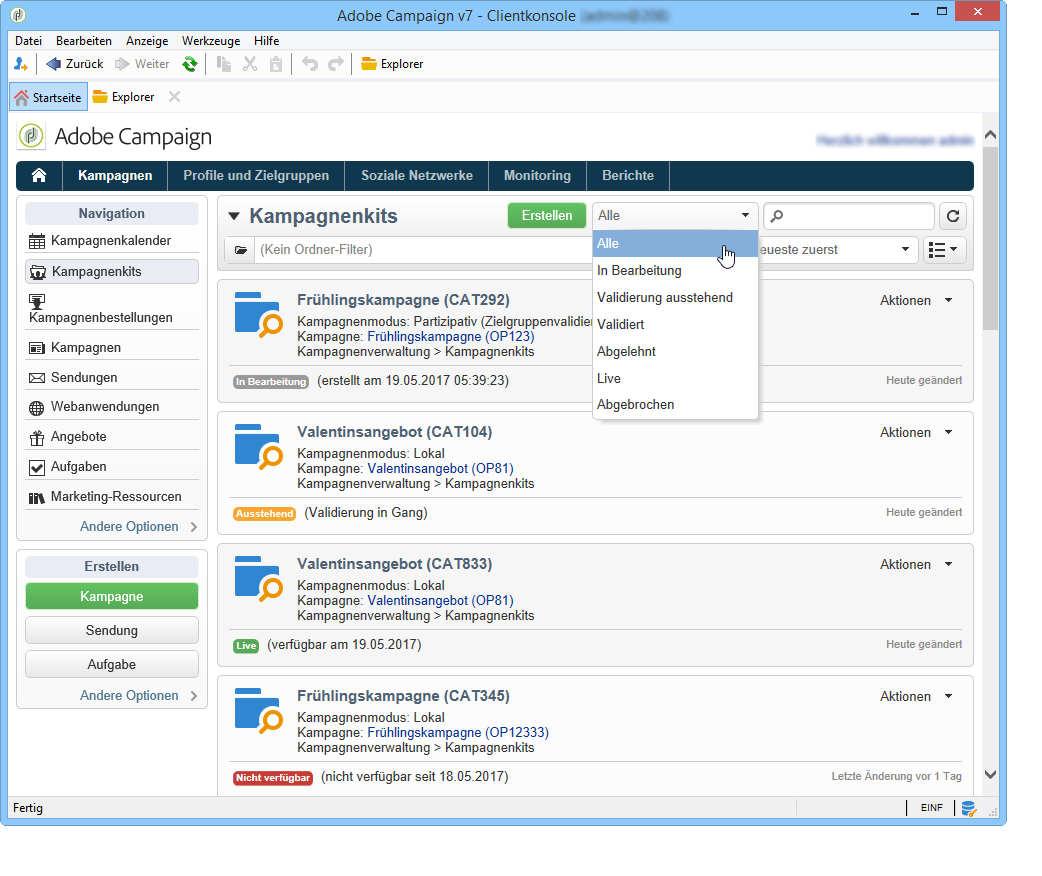 Adobe Campaign v7 - Clientkonsole
Datei Bearbeiten Anzeige Werkzeuge Hilfe
Zurück Weiter Explorer
Startseite Explorer
Adobe Campaign
Kampagnen Profile und Zielgruppen Soziale Netzwerke Monitoring Berichte
Navigation
Kampagnenkalender
Kampagnenkits
Kampagnenbestellungen
Kampagnen
Sendungen
Webanwendungen
Angebote
Aufgaben
Marketing-Ressourcen
Andere Optionen
Erstellen
Kampagne
Sendung
Aufgabe
Andere Optionen
Kampagnenkits Erstellen Alle
(Kein Ordner-Filter) eueste zuerst
Alle
In Bearbeitung
Validierung ausstehend
Validiert
Abgelehnt
Live
Abgebrochen
Frühlingskampagne (CAT292) Aktionen
Kampagnenmodus: Partizipativ (Zielgruppenvalidier
Kampagne: Frühlingskampagne (OP123)
Kampagnenverwaltung > Kampagnenkits
In Bearbeitung (erstellt am 19.05.2017 05:39:23) Heute geändert
Valentinsangebot (CAT104) Aktionen
Kampagnenmodus: Lokal
Kampagne: Valentinsangebot (OP81)
Kampagnenverwaltung > Kampagnenkits
Ausstehend (Validierung in Gang) Heute geändert
Valentinsangebot (CAT833) Aktionen
Kampagnenmodus: Lokal
Kampagne: Valentinsangebot (OP81)
Kampagnenverwaltung > Kampagnenkits
Live (verfügbar am 19.05.2017) Heute geändert
Frühlingskampagne (CAT345) Aktionen
Kampagnenmodus: Lokal
Kampagne: Frühlingskampagne (OP12333)
Kampagnenverwaltung > Kampagnenkits
Nicht verfügbar (nicht verfügbar seit 18.05.2017) Letzte Änderung vor 1 Tag
Fertig EINF